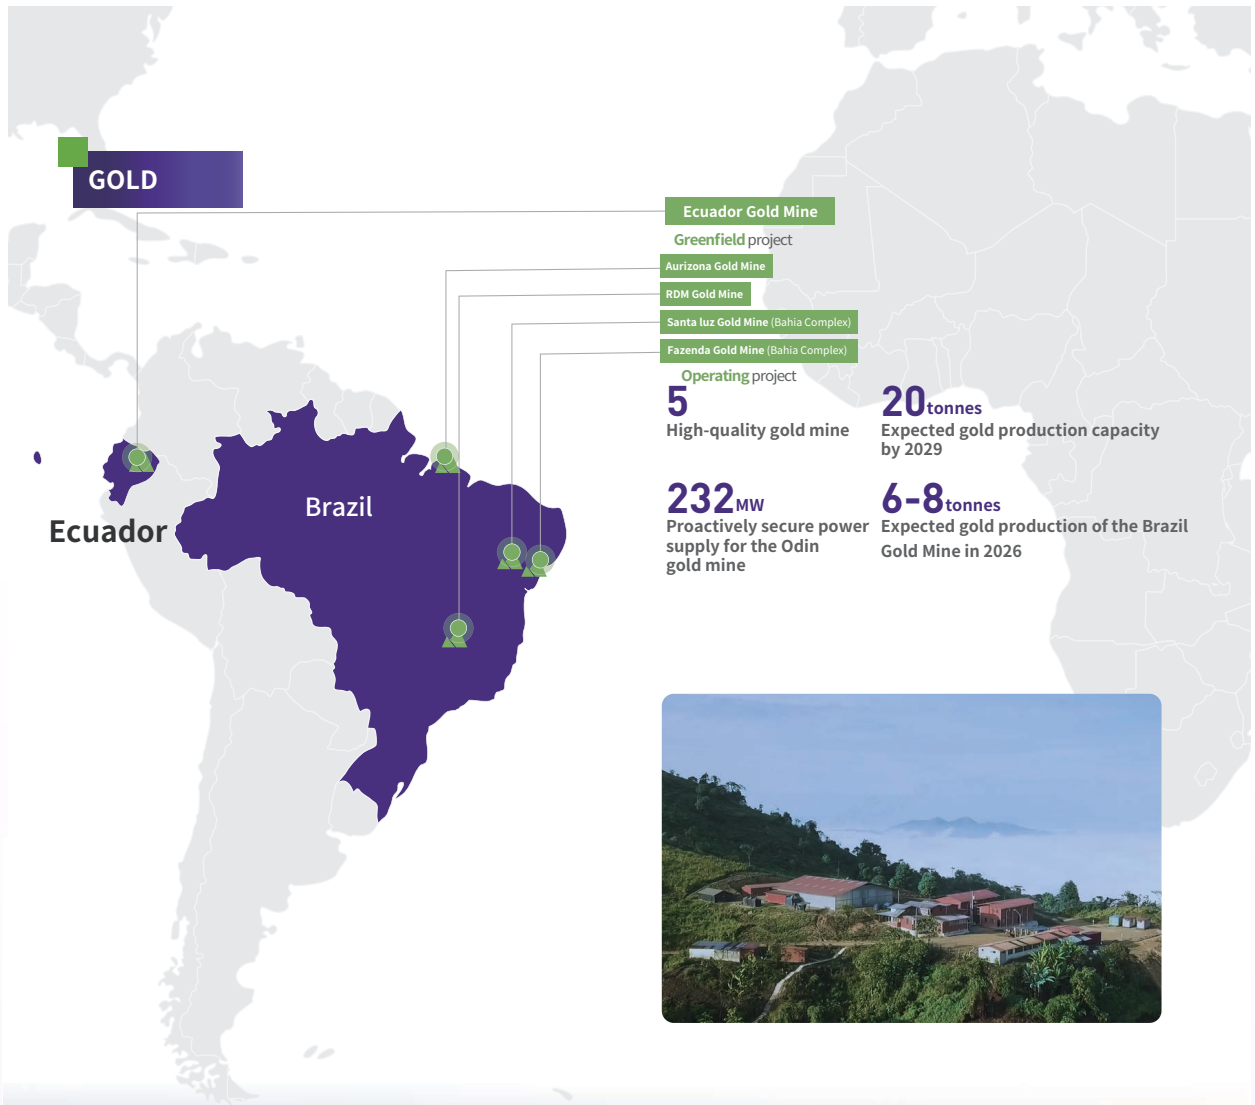 GOLD
Ecuador Gold Mine
Greenfield project
Aurizona Gold Mine
RDM Gold Mine
Santa luz Gold Mine (Bahia Complex)
Fazenda Gold Mine (Bahia Complex)
Operating project
5
High-quality gold mine
20tonnes
Expected gold production capacity
by 2029
232MW
Proactively secure power
supply for the Odin
gold mine
6-8tonnes
Expected gold production of the Brazil
Gold Mine in 2026
Brazil
Ecuador